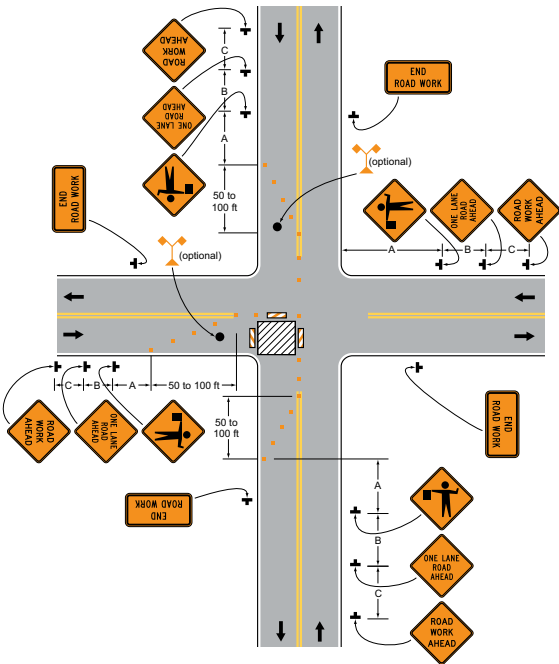 ROAD
WORK
AHEAD
C
B
A
ONE LANE
ROAD
AHEAD
50 to
100 ft
END
ROAD WORK
(optional)
END
ROAD WORK
(optional)
ONE LANE
ROAD
AHEAD
ROAD
WORK
AHEAD
A
B
C
C
B
A
50 to 100 ft
ROAD
WORK
AHEAD
ONE LANE
ROAD
AHEAD
50 to
100 ft
END
ROAD WORK
END
ROAD WORK
A
B
C
ONE LANE
ROAD
AHEAD
ROAD
WORK
AHEAD